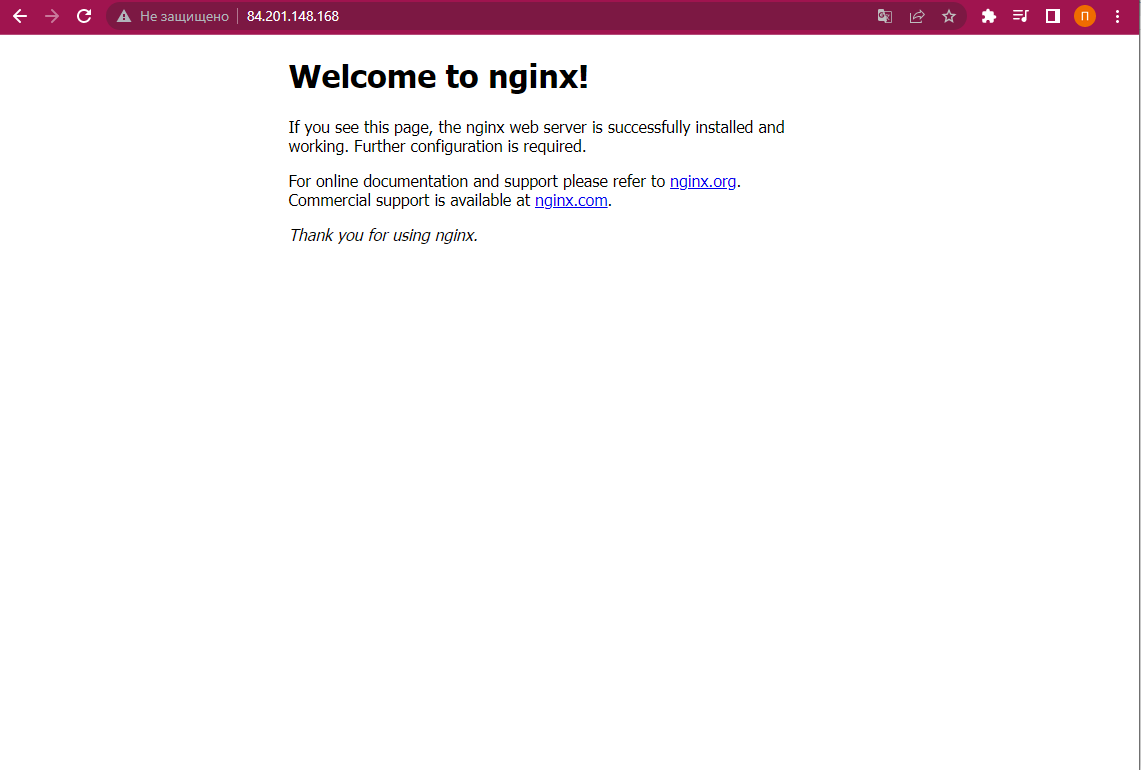 Не защищено 84.201.148.168
П
Welcome to nginx!
If you see this page, the nginx web server is successfully installed and
working. Further configuration is required.
For online documentation and support please refer to nginx.org.
Commercial support is available at nginx.com.
Thank you for using nginx.